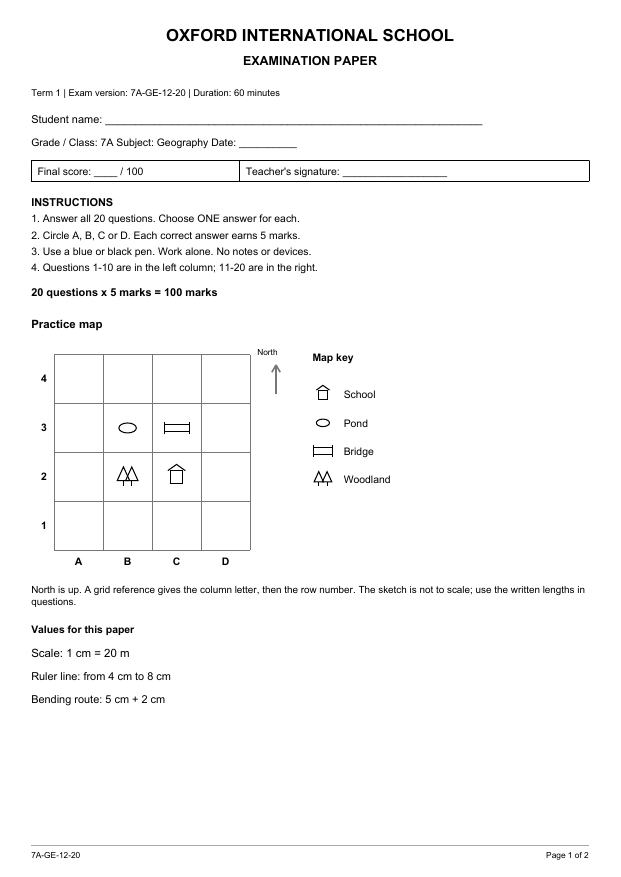 OXFORD INTERNATIONAL SCHOOL
EXAMINATION PAPER
Term 1 | Exam version: 7A-GE-12-20 | Duration: 60 minutes
Student name: _______________________________________________________________
Grade / Class: 7A Subject: Geography Date: __________
Final score: ____ / 100
Teacher's signature: __________________
INSTRUCTIONS
1. Answer all 20 questions. Choose ONE answer for each.
2. Circle A, B, C or D. Each correct answer earns 5 marks.
3. Use a blue or black pen. Work alone. No notes or devices.
4. Questions 1-10 are in the left column; 11-20 are in the right.
20 questions x 5 marks = 100 marks
Practice map
North
4
3
2
1
A B C D
Map key
School
Pond
Bridge
Woodland
North is up. A grid reference gives the column letter, then the row number. The sketch is not to scale; use the written lengths in
questions.
Values for this paper
Scale: 1 cm = 20 m
Ruler line: from 4 cm to 8 cm
Bending route: 5 cm + 2 cm
7A-GE-12-20
Page 1 of 2